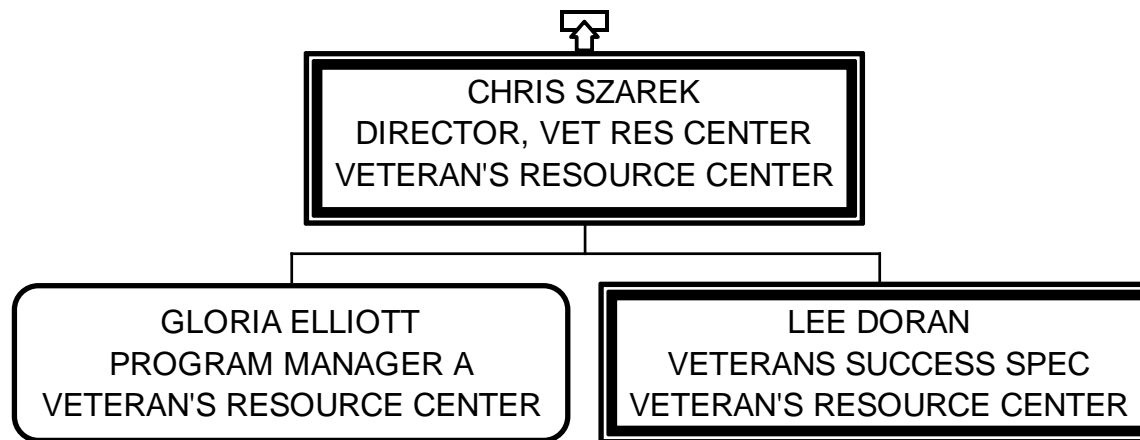 CHRIS SZAREK
DIRECTOR, VET RES CENTER
VETERAN'S RESOURCE CENTER
GLORIA ELLIOTT
PROGRAM MANAGER A
VETERAN'S RESOURCE CENTER
LEE DORAN
VETERANS SUCCESS SPEC
VETERAN'S RESOURCE CENTER